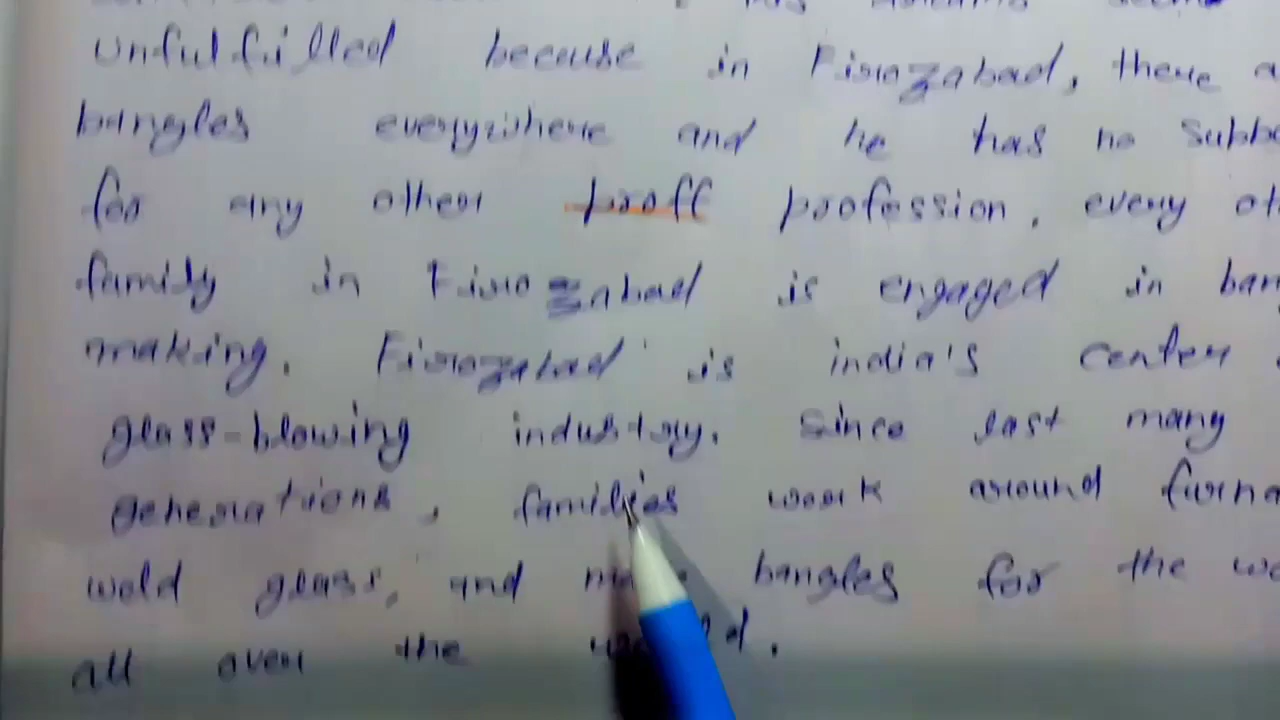 unfulfilled because in Firozabad, there
bangles everywhere and he has no
for any other proff profession. every
family in Firozabad is engaged in
making. Firozabad is india's center
glass-blowing industry. Since last many
generations, families work around
weld glass, and bangles for the
all over the